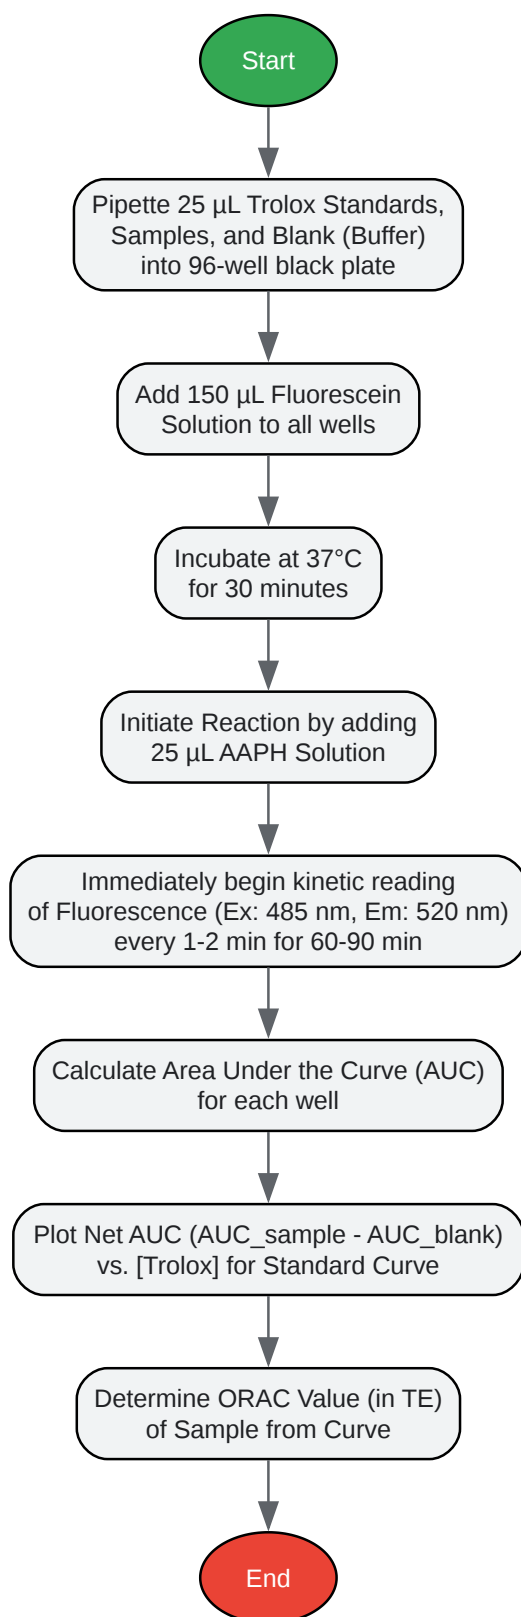 Start
Pipette 25 µL Trolox Standards,
Samples, and Blank (Buffer)
into 96-well black plate
Add 150 µL Fluorescein
Solution to all wells
Incubate at 37°C
for 30 minutes
Initiate Reaction by adding
25 µL AAPH Solution
Immediately begin kinetic reading
of Fluorescence (Ex: 485 nm, Em: 520 nm)
every 1-2 min for 60-90 min
Calculate Area Under the Curve (AUC)
for each well
Plot Net AUC (AUC_sample - AUC_blank)
vs. [Trolox] for Standard Curve
Determine ORAC Value (in TE)
of Sample from Curve
End